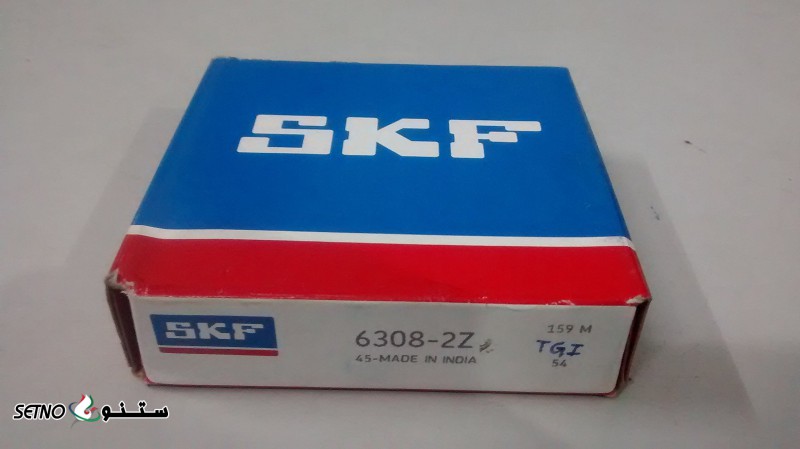 SKF
SKF
6308-2Z
45-MADE IN INDIA
159 M
TGI
54
SETNO ستنو